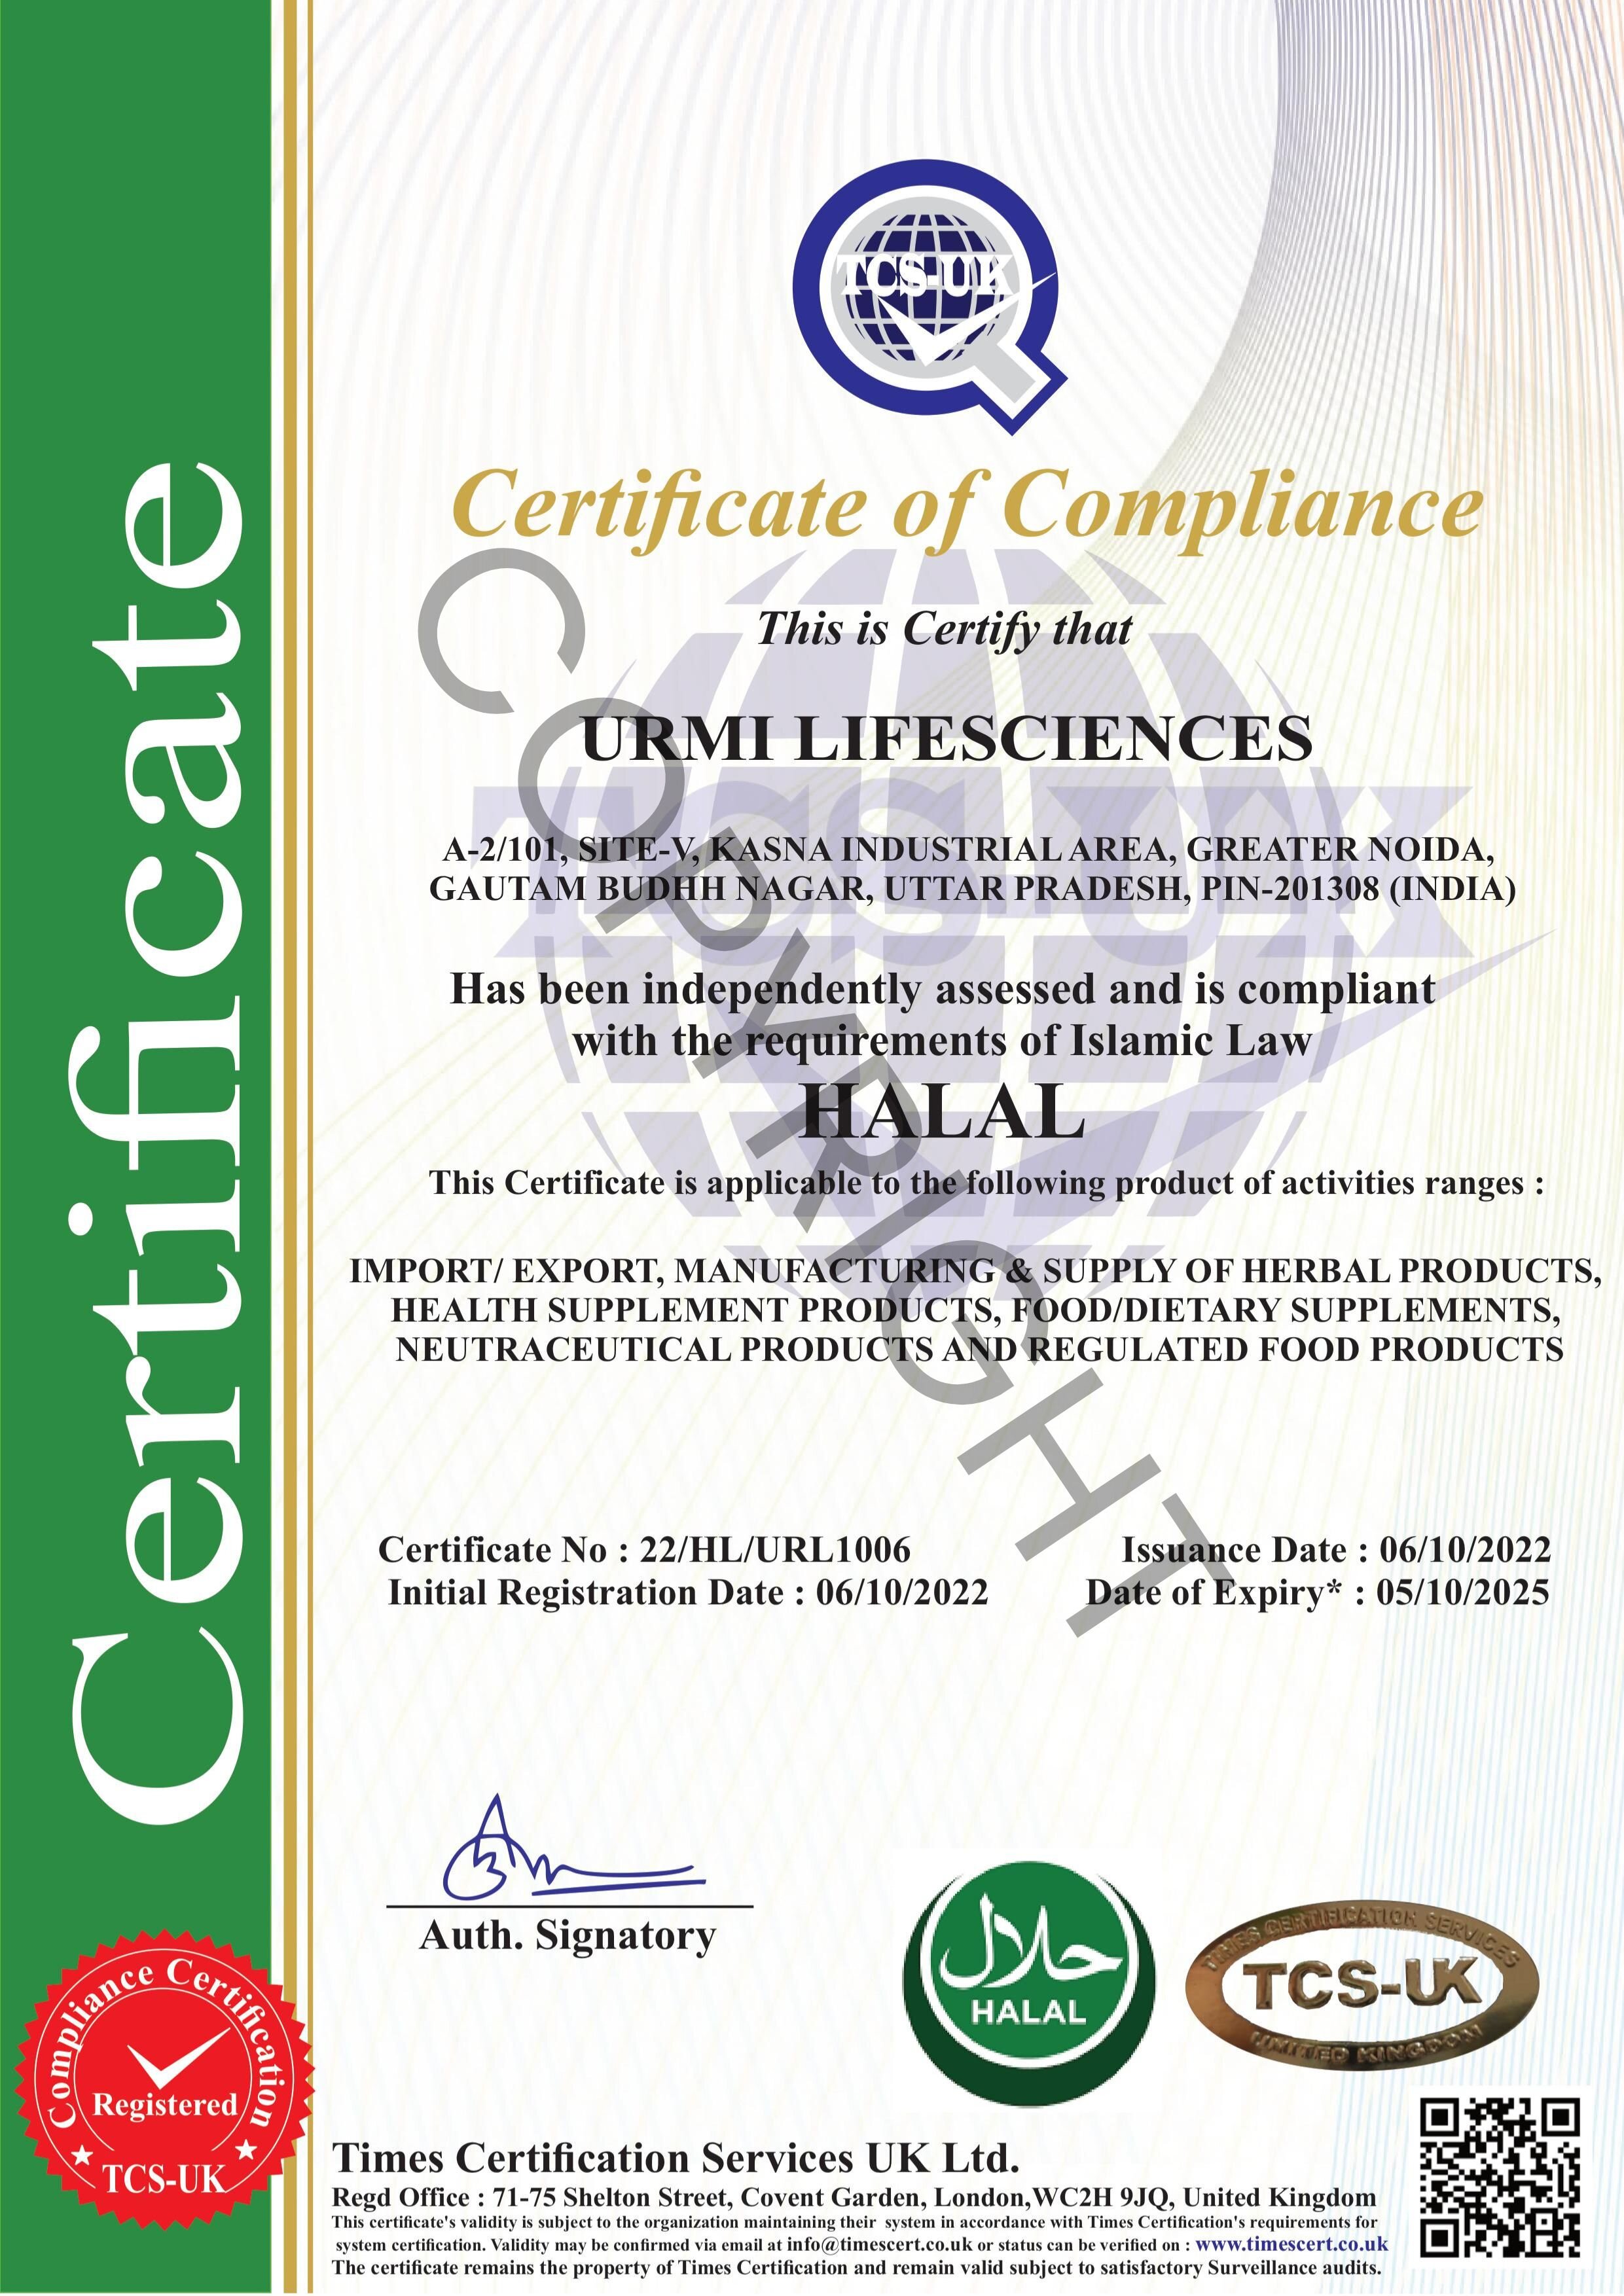 Certificate
TCS-UK
Certificate of Compliance
This is Certify that
URMI LIFESCIENCES
TCS-UK
A-2/101, SITE-V, KASNA INDUSTRIAL AREA, GREATER NOIDA,
GAUTAM BUDHH NAGAR, UTTAR PRADESH, PIN-201308 (INDIA)
Has been independently assessed and is compliant
with the requirements of Islamic Law
HALAL
This Certificate is applicable to the following product of activities ranges :
IMPORT/ EXPORT, MANUFACTURING & SUPPLY OF HERBAL PRODUCTS,
HEALTH SUPPLEMENT PRODUCTS, FOOD/DIETARY SUPPLEMENTS,
NEUTRACEUTICAL PRODUCTS AND REGULATED FOOD PRODUCTS
COPYRIGHT
Certificate No : 22/HL/URL1006
Issuance Date : 06/10/2022
Initial Registration Date : 06/10/2022
Date of Expiry* : 05/10/2025
Auth. Signatory
حلال
HALAL
TIMES CERTIFICATION SERVICES
TCS-UK
UNITED KINGDOM
Compliance Certification
Registered
TCS-UK
Times Certification Services UK Ltd.
Regd Office : 71-75 Shelton Street, Covent Garden, London,WC2H 9JQ, United Kingdom
This certificate's validity is subject to the organization maintaining their system in accordance with Times Certification's requirements for
system certification. Validity may be confirmed via email at info@timescert.co.uk or status can be verified on : www.timescert.co.uk
The certificate remains the property of Times Certification and remain valid subject to satisfactory Surveillance audits.